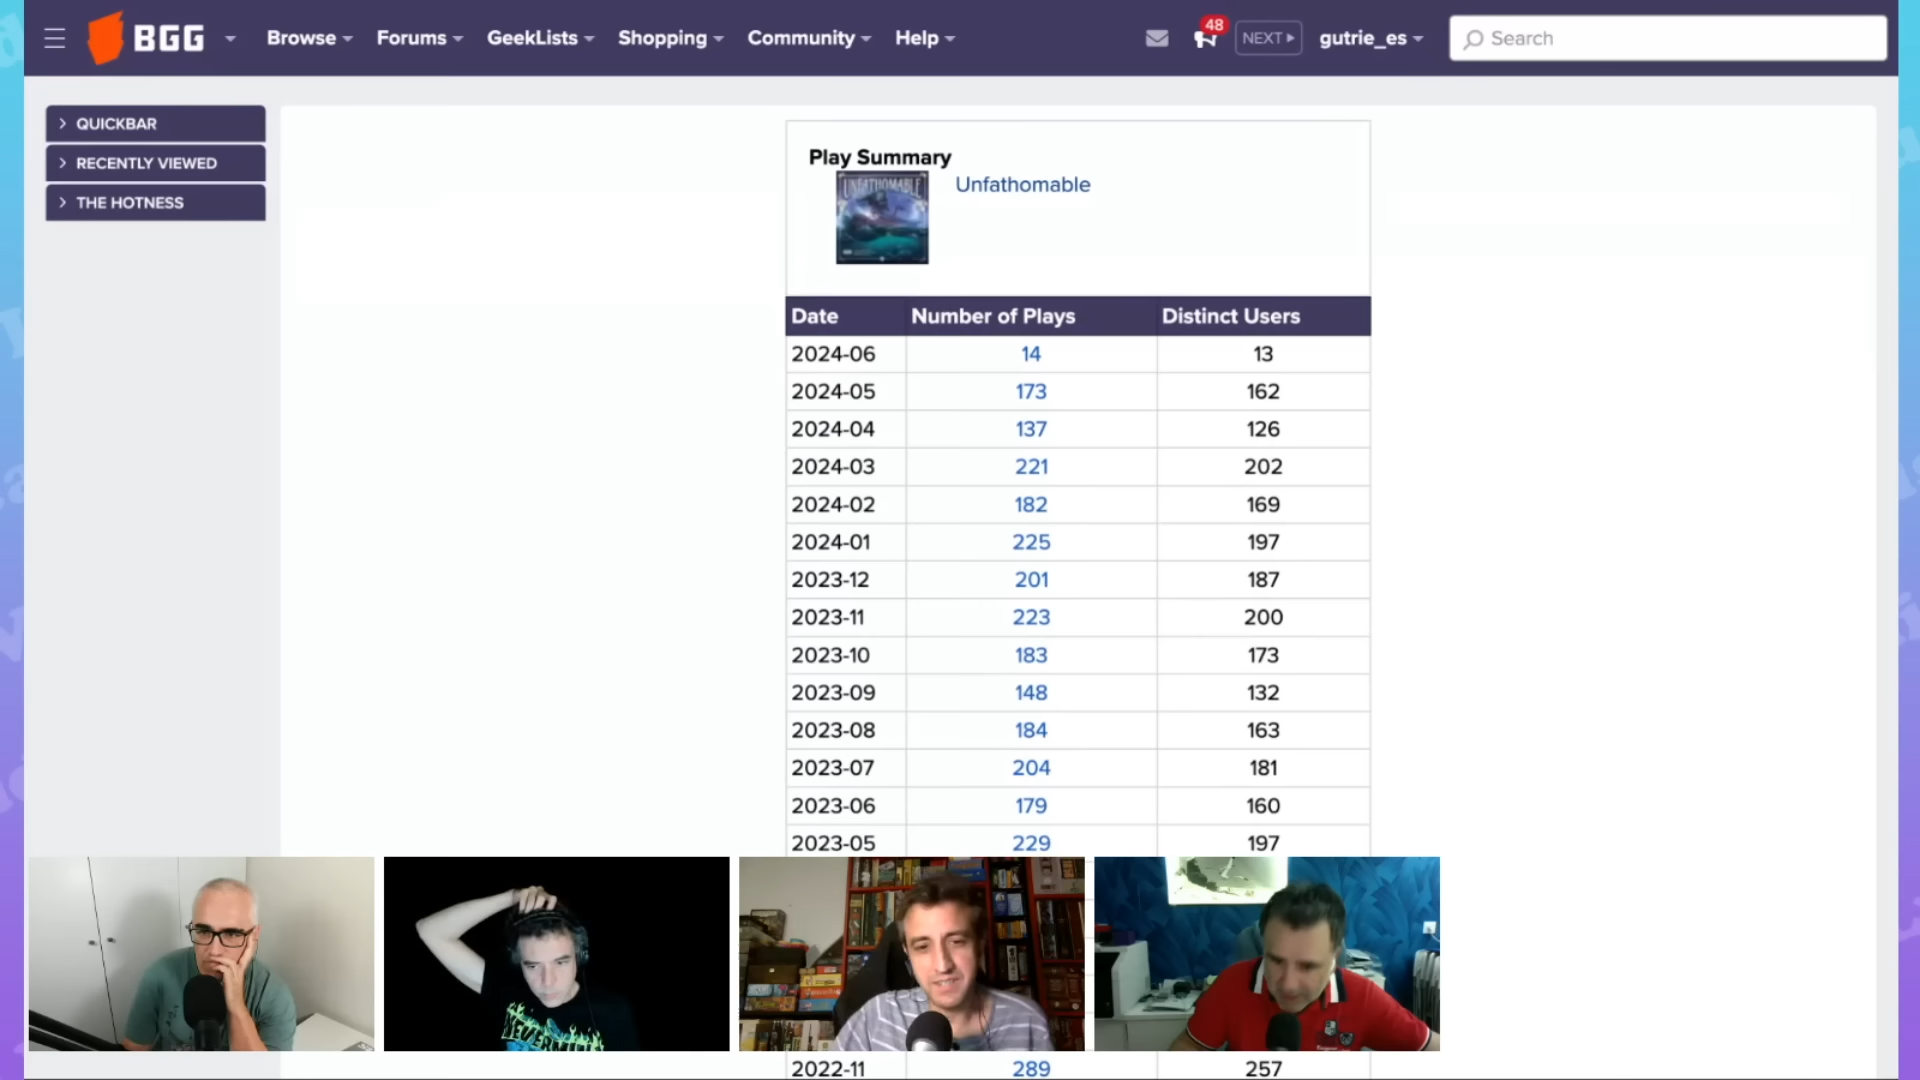 BGG Browse Forums GeekLists Shopping Community Help 48 NEXT gutrie_es Search
QUICKBAR
RECENTLY VIEWED
THE HOTNESS
Play Summary
UNFATHOMABLE
Unfathomable
Date Number of Plays Distinct Users
2024-06 14 13
2024-05 173 162
2024-04 137 126
2024-03 221 202
2024-02 182 169
2024-01 225 197
2023-12 201 187
2023-11 223 200
2023-10 183 173
2023-09 148 132
2023-08 184 163
2023-07 204 181
2023-06 179 160
2023-05 229 197
2022-11 289 257